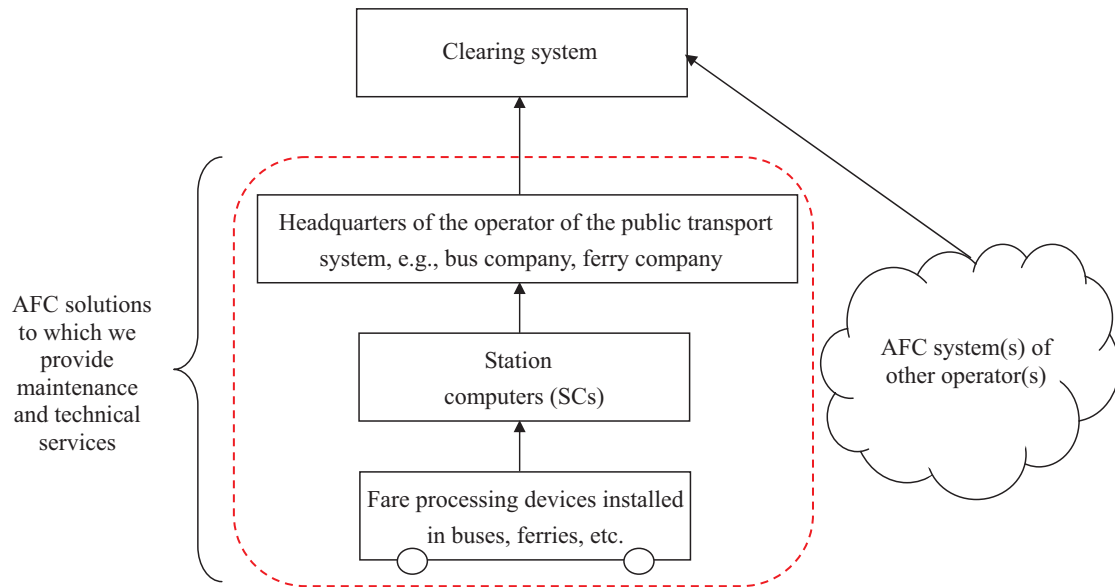 Clearing system
Headquarters of the operator of the public transport
system, e.g., bus company, ferry company
AFC solutions
to which we
provide
maintenance
and technical
services
Station
computers (SCs)
AFC system(s) of
other operator(s)
Fare processing devices installed
in buses, ferries, etc.